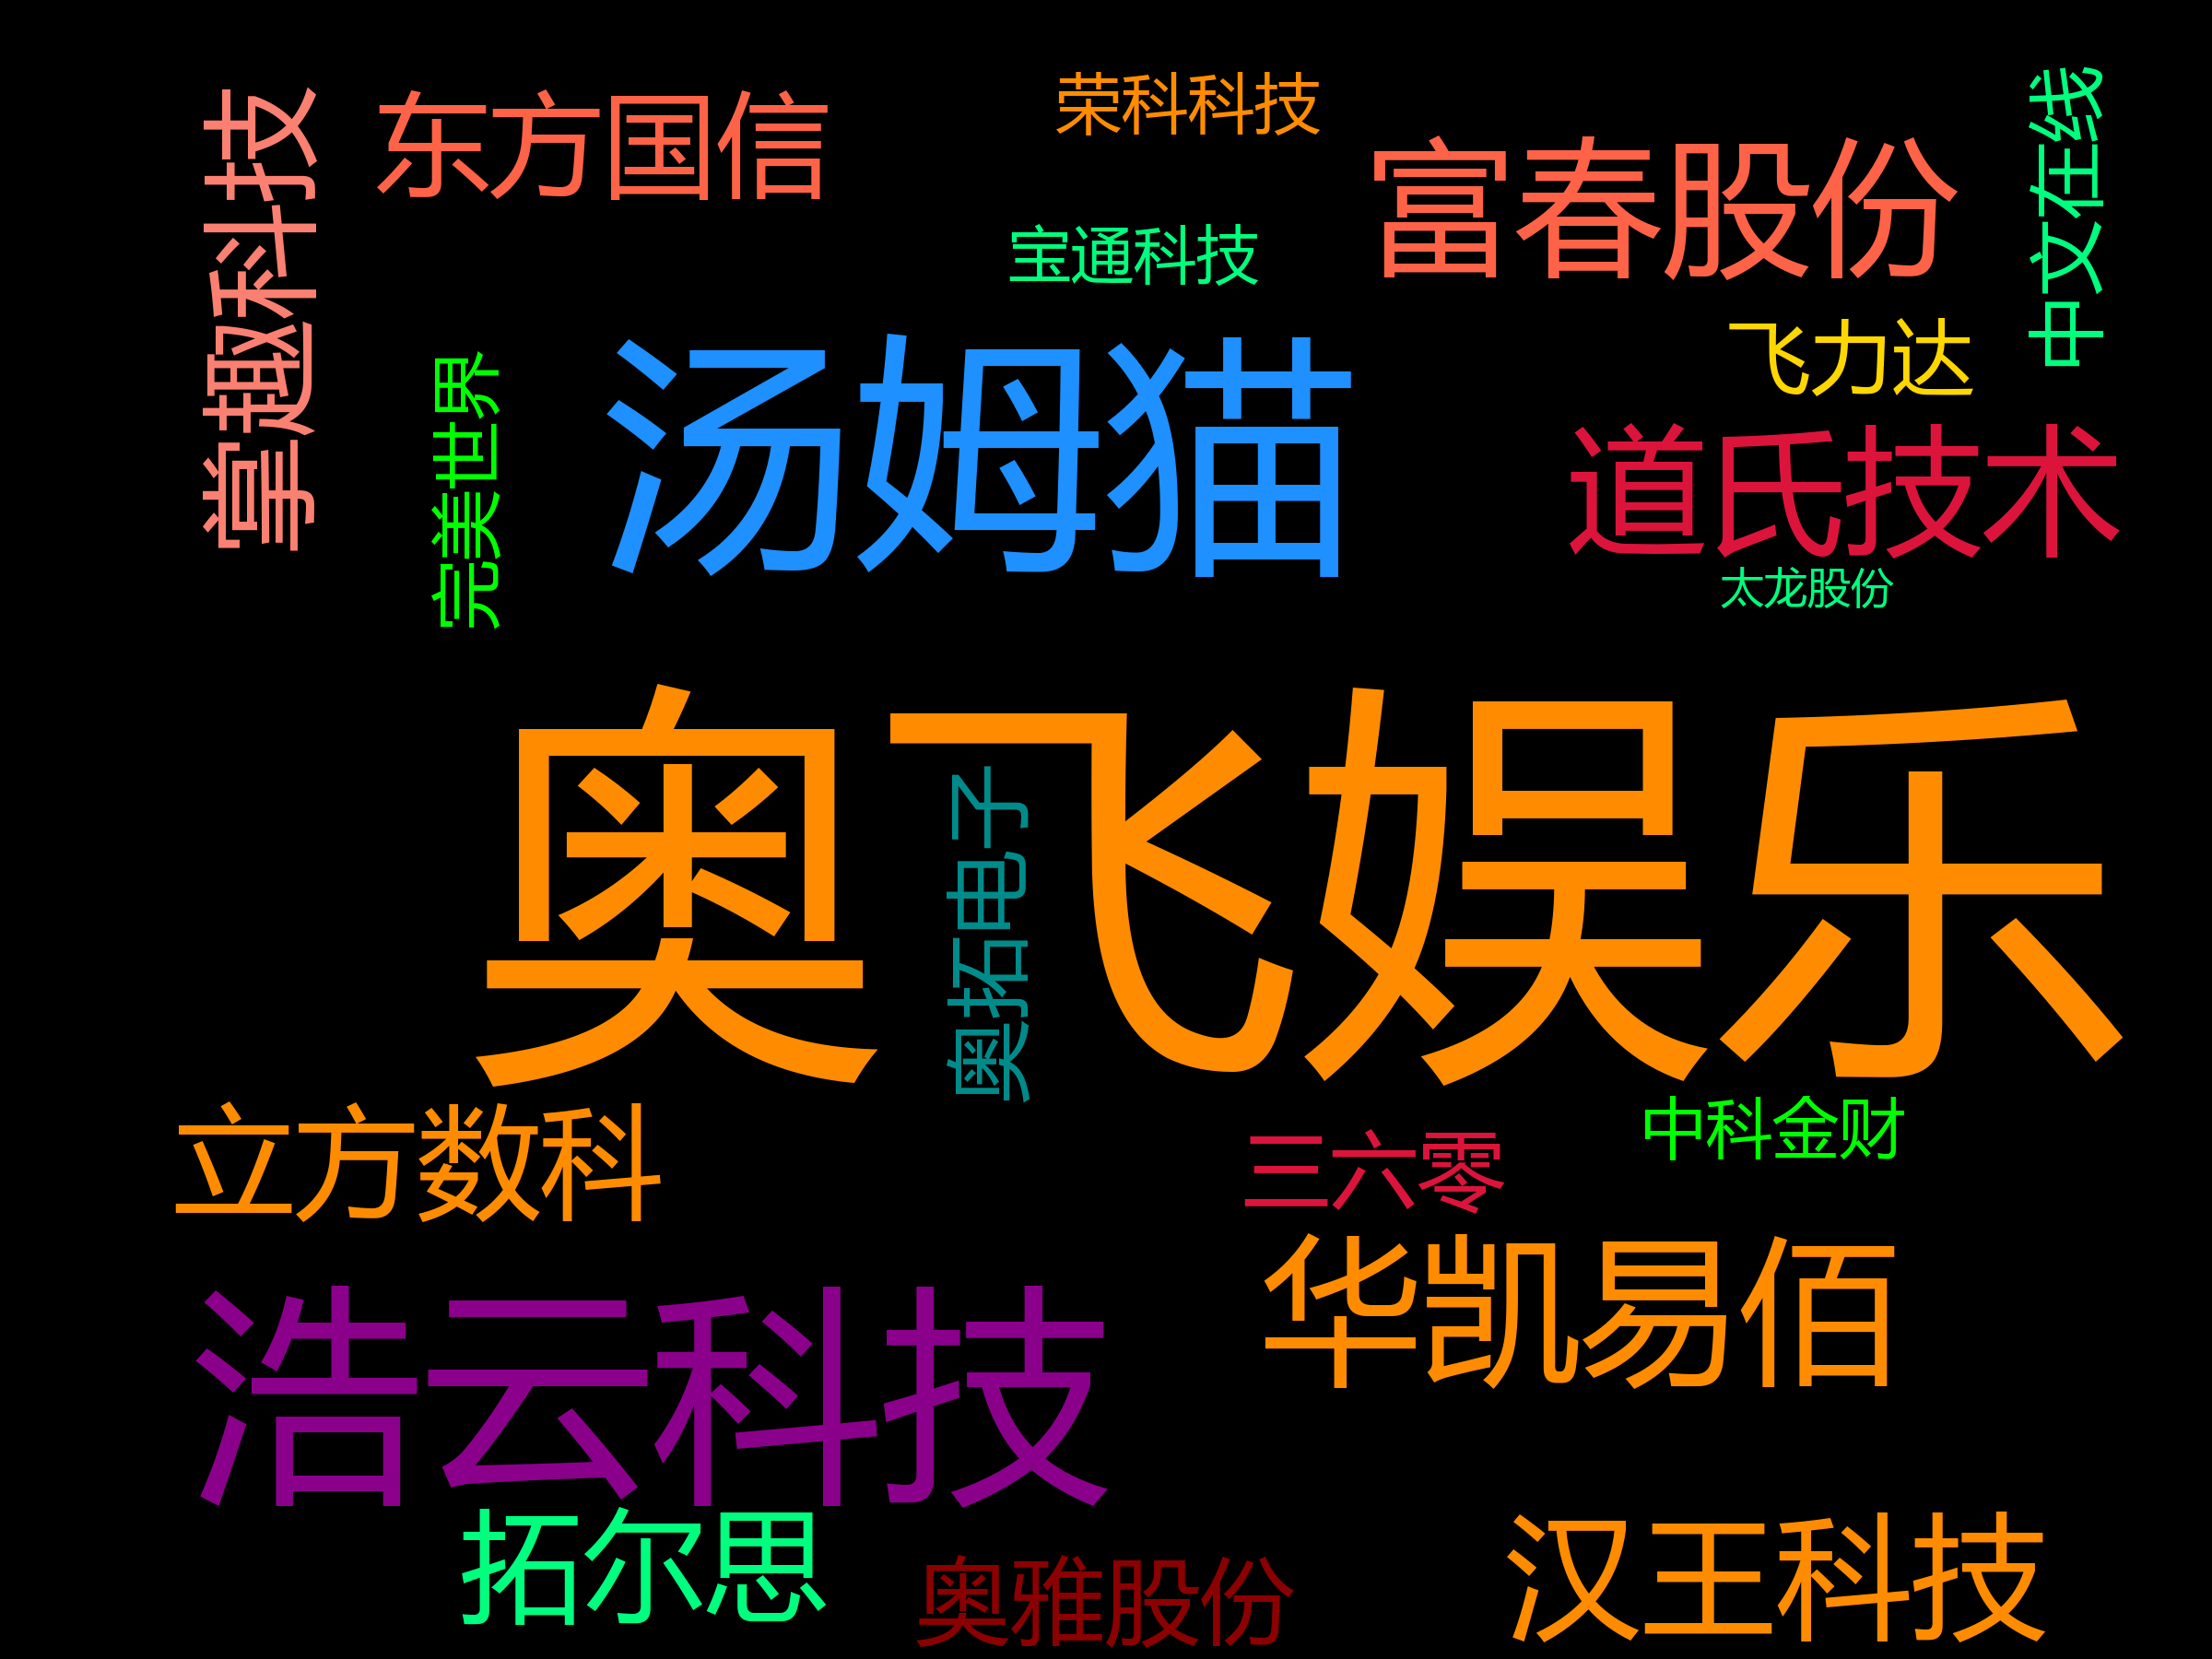 荣科科技
东方国信
掌趣科技
中文在线
富春股份
宝通科技
飞力达
汤姆猫
完美世界
道氏技术
太龙股份
奥飞娱乐
奥拓电子
立方数科
中科金财
三六零
华凯易佰
浩云科技
拓尔思
汉王科技
奥雅股份